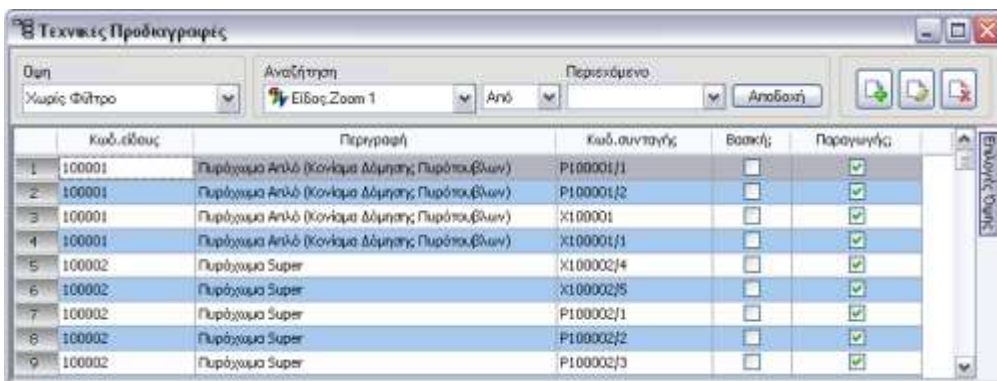 Τεχνικές Προδιαγραφές
Όψη Αναζήτηση Περιεχόμενο
Χωρίς Φίλτρο Είδος.Zoom 1 Από Αποδοχή
Κωδ.είδους Περιγραφή Κωδ.συνταγής Βασική; Παραγωγής;
1 100001 Πυρόχωμα Απλό (Κονίαμα Δόμησης Πυρότουβλων) P100001/1
2 100001 Πυρόχωμα Απλό (Κονίαμα Δόμησης Πυρότουβλων) P100001/2
3 100001 Πυρόχωμα Απλό (Κονίαμα Δόμησης Πυρότουβλων) X100001
4 100001 Πυρόχωμα Απλό (Κονίαμα Δόμησης Πυρότουβλων) X100001/1
5 100002 Πυρόχωμα Super X100002/4
6 100002 Πυρόχωμα Super X100002/5
7 100002 Πυρόχωμα Super P100002/1
8 100002 Πυρόχωμα Super P100002/2
9 100002 Πυρόχωμα Super P100002/3
Επιλογές Όψης